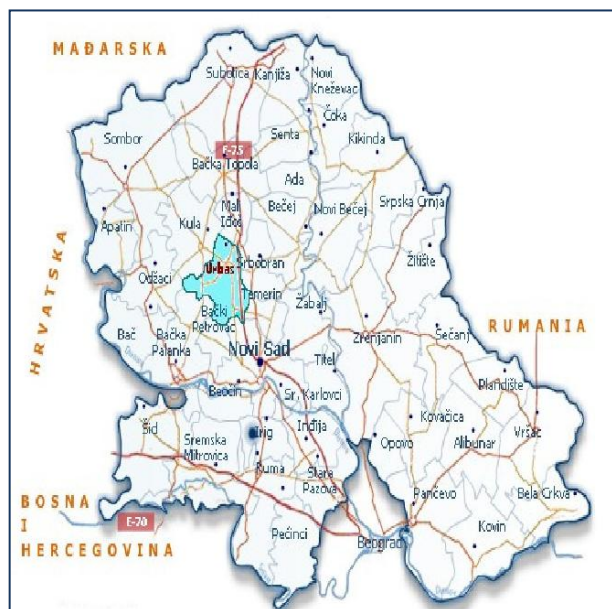 MAĐARSKA
Subotica
Kanjiža
Novi
Kneževac
Čoka
Sombor
Senta
Kikinda
E-75
Bačka Topola
Ada
Mali
Iđoš
Srpska Crnja
Apatin
Kula
Bečej
Novi Bečej
HRVATSKA
Odžaci
Vrbas
Srbobran
Žitište
Temerin
Žabalj
Bač
Bački
Petrovac
Bačka
Palanka
Zrenjanin
Sečanj
RUMANIA
Novi Sad
Titel
Plandište
Beočin
Sr. Karlovci
Šid
Irig
Inđija
Kovačica
Opovo
Alibunar
Vršac
Sremska
Mitrovica
Ruma
Stara
Pazova
Pančevo
Bela Crkva
BOSNA
I
HERCEGOVINA
E-70
Pećinci
Beograd
Kovin